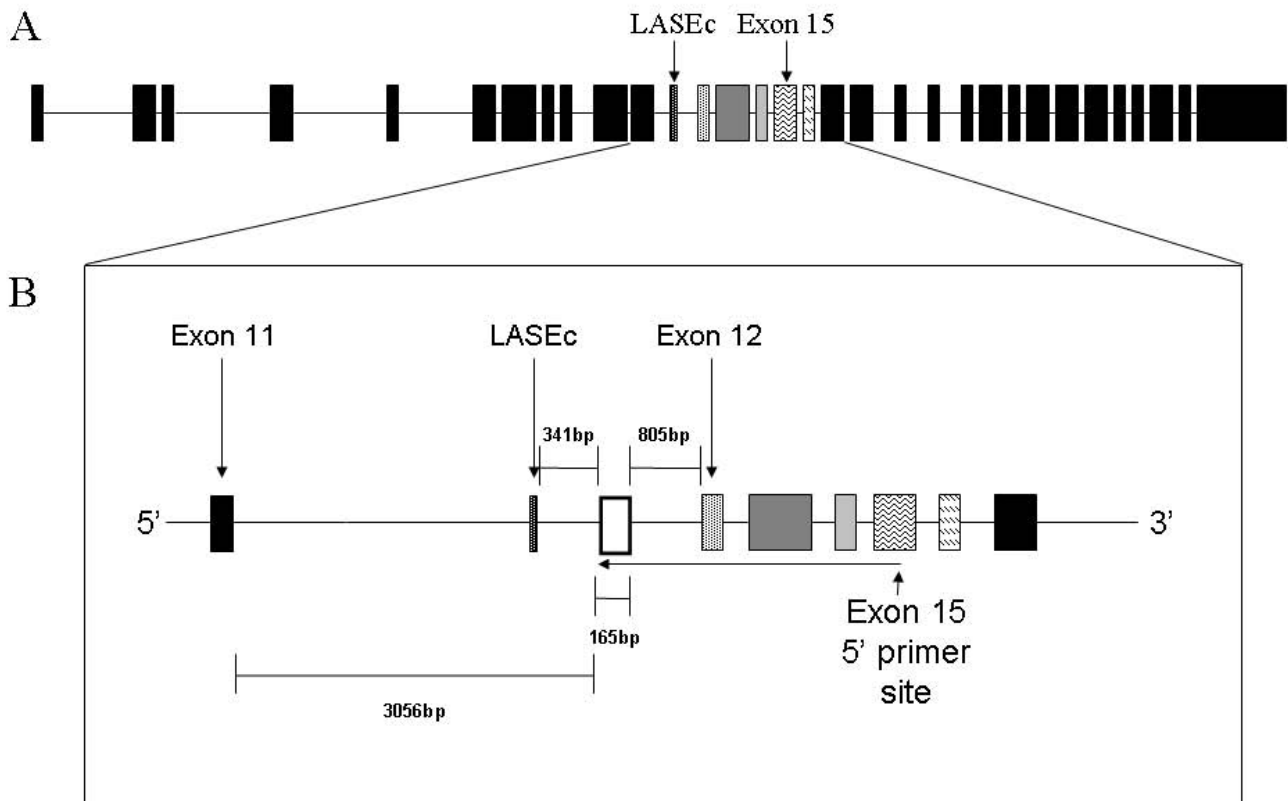 A
LASEc
Exon 15
B
Exon 11
LASEc
Exon 12
341bp
805bp
5’
3’
165bp
Exon 15
5’ primer
site
3056bp